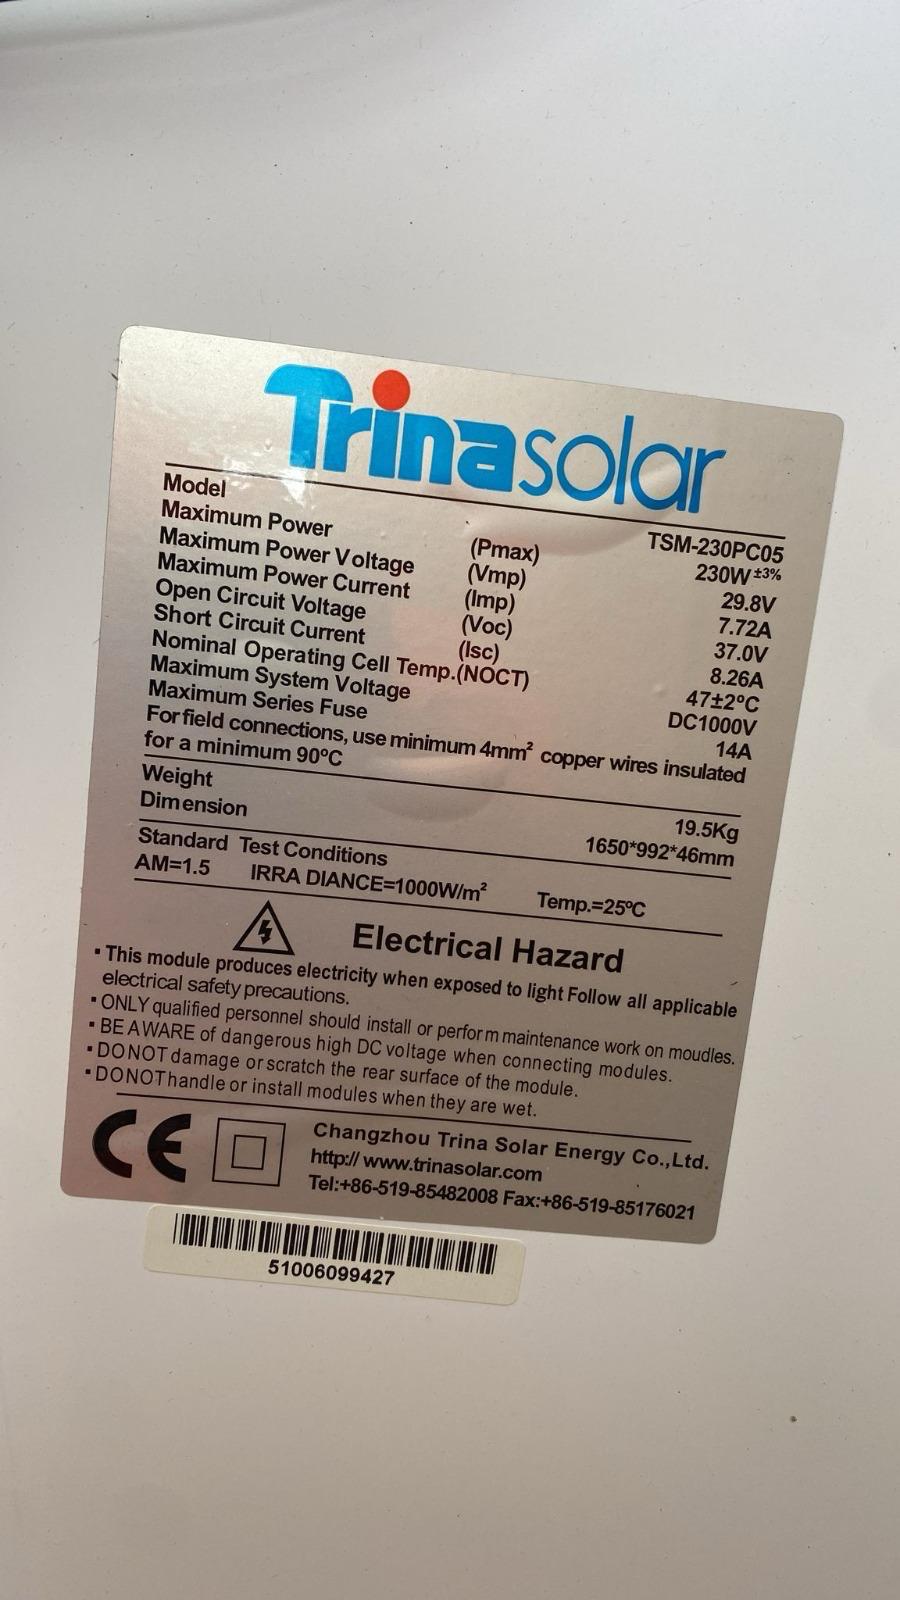 Trinasolar
Model TSM-230PC05
Maximum Power (Pmax) 230W±3%
Maximum Power Voltage (Vmp) 29.8V
Maximum Power Current (Imp) 7.72A
Open Circuit Voltage (Voc) 37.0V
Short Circuit Current (Isc) 8.26A
Nominal Operating Cell Temp.(NOCT) 47±2ºC
Maximum System Voltage DC1000V
Maximum Series Fuse 14A
For field connections, use minimum 4mm² copper wires insulated
for a minimum 90ºC
Weight 19.5Kg
Dimension 1650*992*46mm
Standard Test Conditions
AM=1.5 IRRA DIANCE=1000W/m² Temp.=25ºC
Electrical Hazard
▪ This module produces electricity when exposed to light Follow all applicable
electrical safety precautions.
▪ ONLY qualified personnel should install or perform maintenance work on moudles.
▪ BE AWARE of dangerous high DC voltage when connecting modules.
▪ DO NOT damage or scratch the rear surface of the module.
▪ DO NOT handle or install modules when they are wet.
CE
Changzhou Trina Solar Energy Co.,Ltd.
http:// www.trinasolar.com
Tel:+86-519-85482008 Fax:+86-519-85176021
51006099427